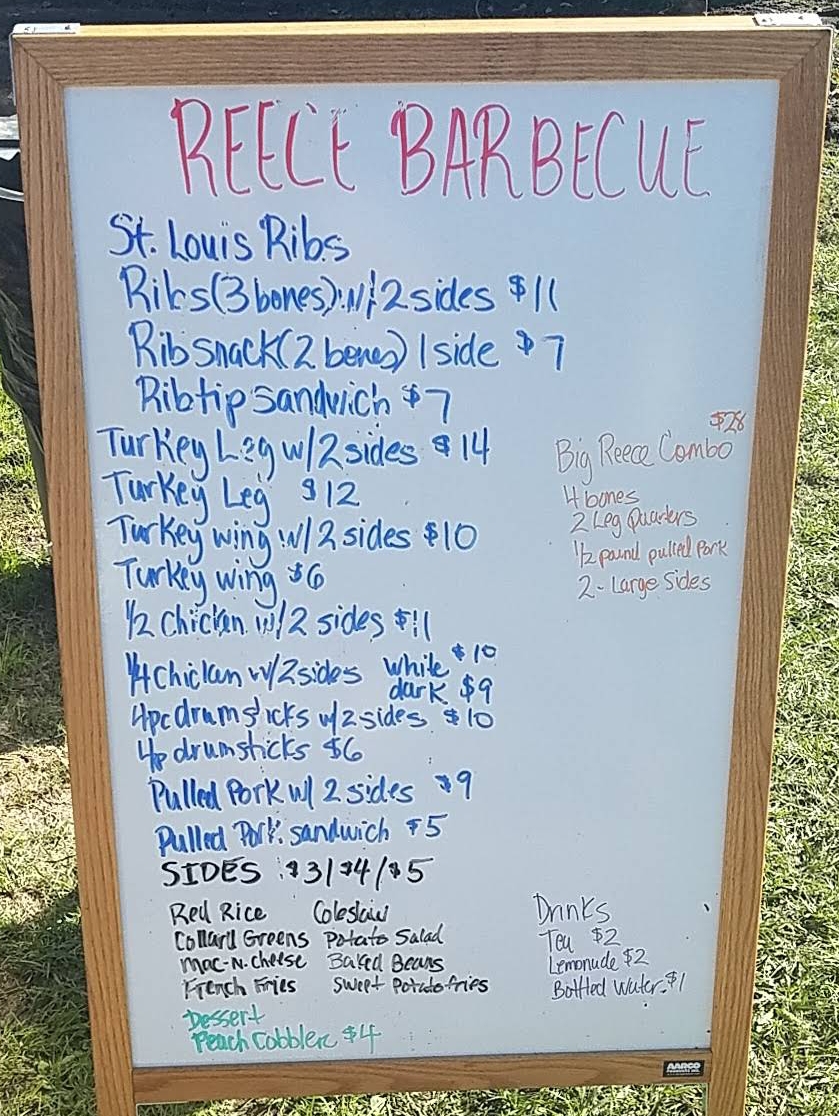 REECE BARBECUE
St. Louis Ribs
Ribs (3 bones) w/ 2 sides $11
Rib snack (2 bones) 1 side $7
Rib tip sandwich $7
Turkey Leg w/ 2 sides $14
Turkey Leg $12
Turkey wing w/ 2 sides $10
Turkey wing $6
1/2 chicken w/ 2 sides $11
1/4 chicken w/ 2 sides white $10
dark $9
4pc drumsticks w/ 2 sides $10
4p drumsticks $6
Pulled Pork w/ 2 sides $9
Pulled Pork sandwich $5
SIDES $3/$4/$5
Red Rice Coleslaw
Collard Greens Potato Salad
Mac-N-Cheese Baked Beans
French Fries Sweet Potato fries
Dessert
Peach Cobbler $4
$28
Big Reece Combo
4 bones
2 Leg Quarters
1/2 pound pulled Pork
2 - Large Sides
Drinks
Tea $2
Lemonade $2
Bottled Water $1
AARCO